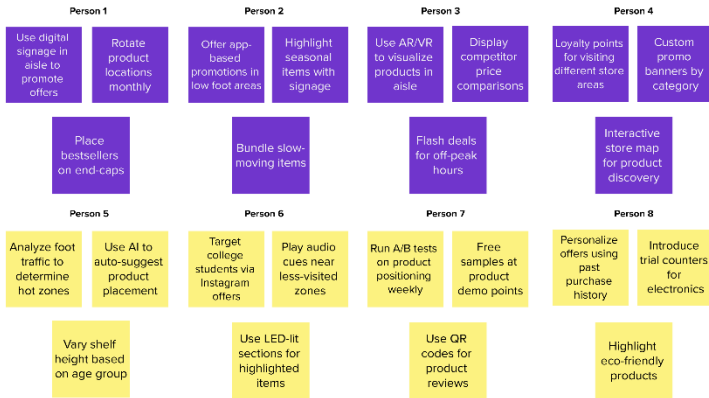 Person 1
Use digital
signage in
aisle to
promote
offers
Rotate
product
locations
monthly
Place
bestsellers
on end-caps
Person 2
Offer app-
based
promotions in
low foot areas
Highlight
seasonal
items with
signage
Bundle slow-
moving items
Person 3
Use AR/VR
to visualize
products in
aisle
Display
competitor
price
comparisons
Flash deals
for off-peak
hours
Person 4
Loyalty points
for visiting
different store
areas
Custom
promo
banners by
category
Interactive
store map
for product
discovery
Person 5
Analyze foot
traffic to
determine
hot zones
Use AI to
auto-suggest
product
placement
Vary shelf
height based
on age group
Person 6
Target
college
students via
Instagram
offers
Play audio
cues near
less-visited
zones
Use LED-lit
sections for
highlighted
items
Person 7
Run A/B tests
on product
positioning
weekly
Free
samples at
product
demo points
Use QR
codes for
product
reviews
Person 8
Personalize
offers using
past
purchase
history
Introduce
trial counters
for
electronics
Highlight
eco-friendly
products